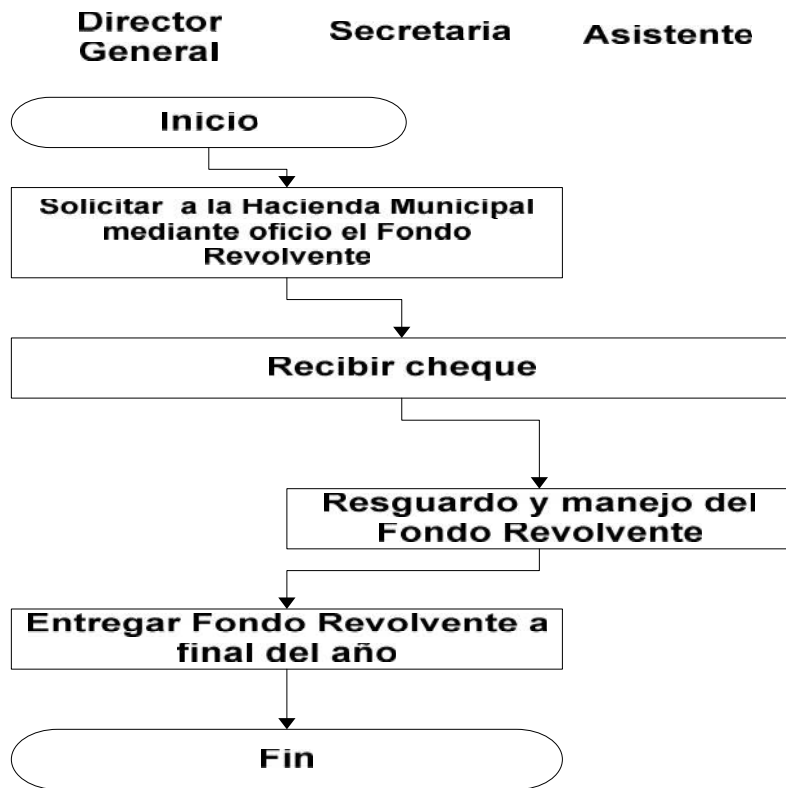 Director
General
Secretaria
Asistente
Inicio
Solicitar a la Hacienda Municipal
mediante oficio el Fondo
Revolvente
Recibir cheque
Resguardo y manejo del
Fondo Revolvente
Entregar Fondo Revolvente a
final del año
Fin